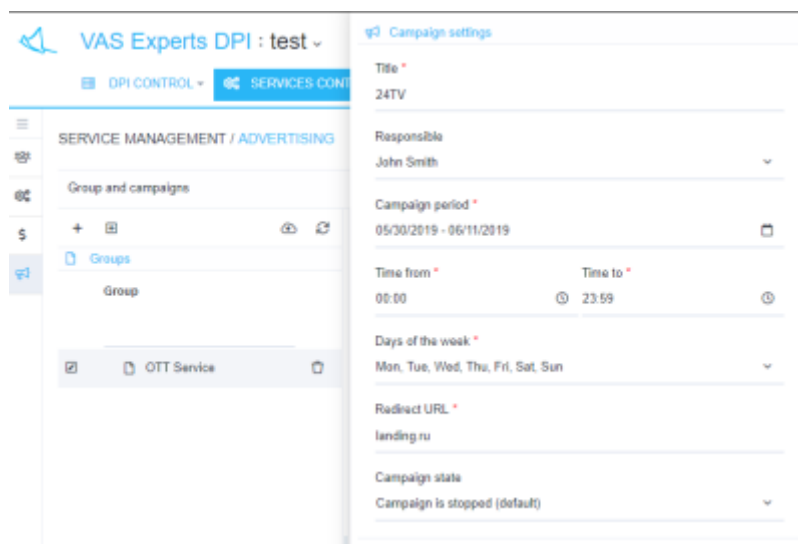 VAS Experts DPI : test
DPI CONTROL
SERVICES CONT
SERVICE MANAGEMENT / ADVERTISING
Group and campaigns
Groups
Group
OTT Service
Campaign settings
Title *
24TV
Responsible
John Smith
Campaign period *
05/30/2019 - 06/11/2019
Time from * Time to *
00:00 23:59
Days of the week *
Mon, Tue, Wed, Thu, Fri, Sat, Sun
Redirect URL *
landing.ru
Campaign state
Campaign is stopped (default)